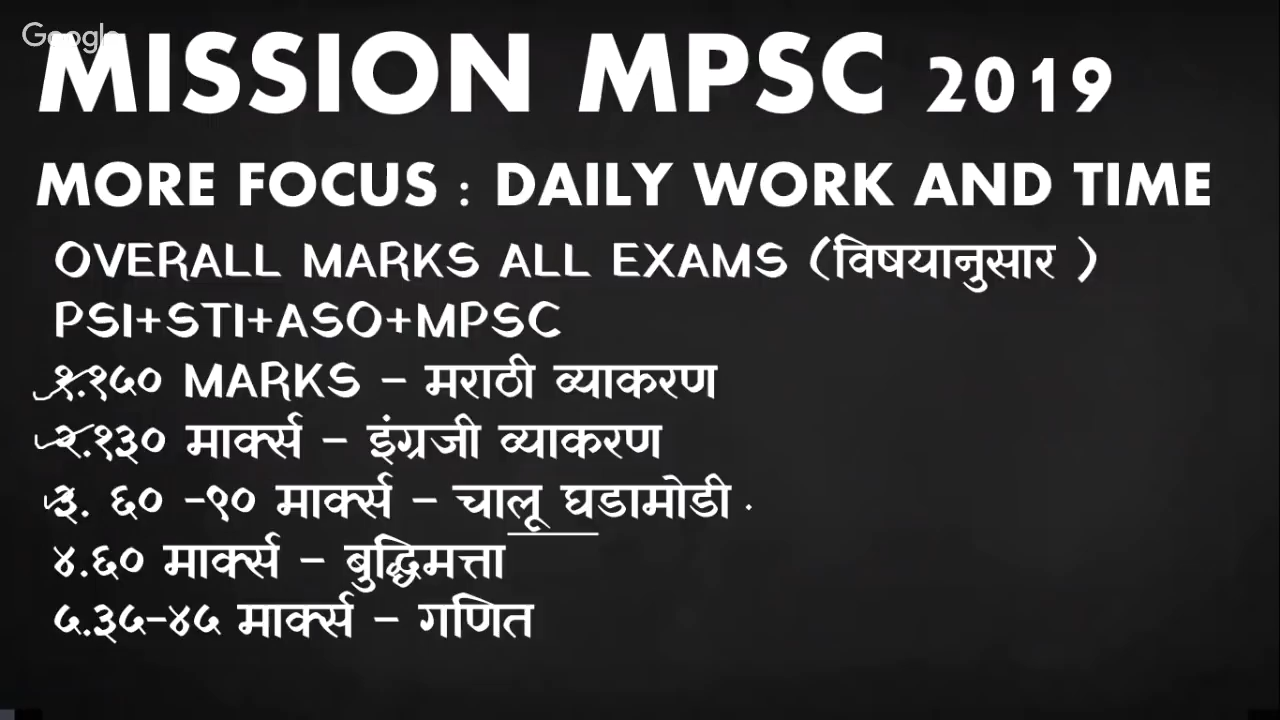 Google
MISSION MPSC 2019
MORE FOCUS : DAILY WORK AND TIME
OVERALL MARKS ALL EXAMS (विषयानुसार )
PSI+STI+ASO+MPSC
१.१५० MARKS – मराठी व्याकरण
२.१३० मार्क्स – इंग्रजी व्याकरण
३. ६० -९० मार्क्स – चालू घडामोडी
४.६० मार्क्स – बुद्धिमत्ता
५.३५-४५ मार्क्स – गणित